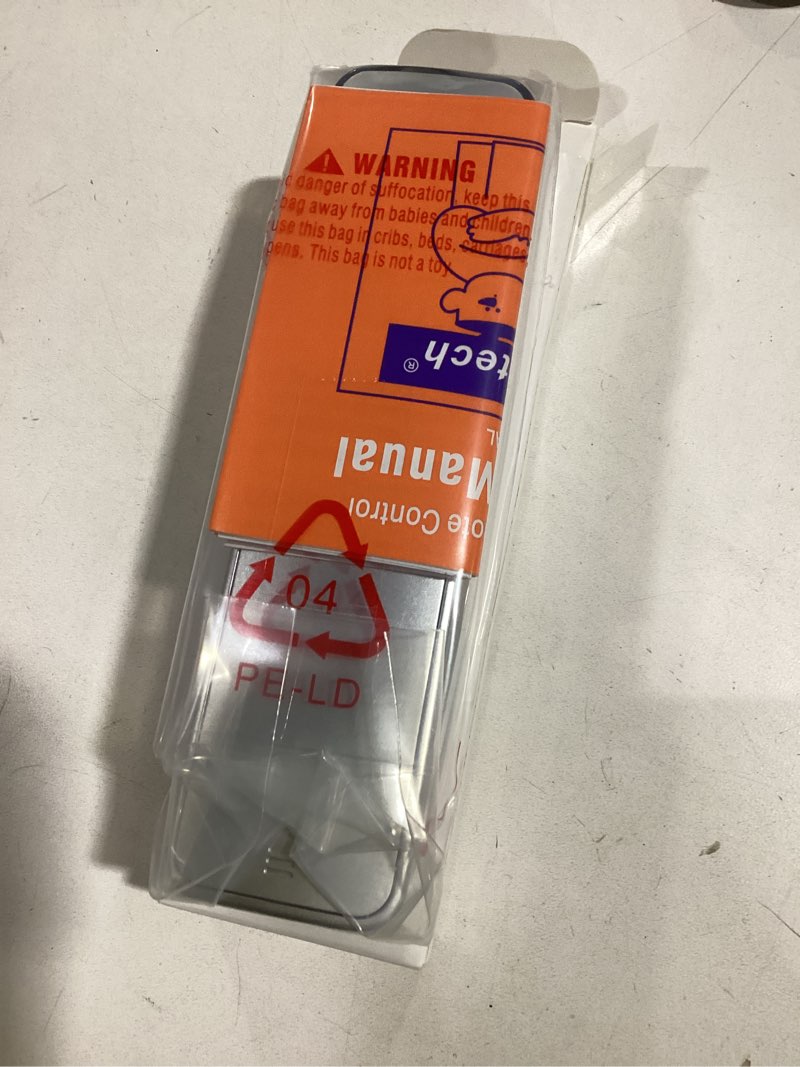 WARNING
danger of suffocation, keep this
bag away from babies and children
use this bag in cribs, beds, carriages
pens. This bag is not a toy
tech®
AL
Manual
ote Control
04
PE-LD